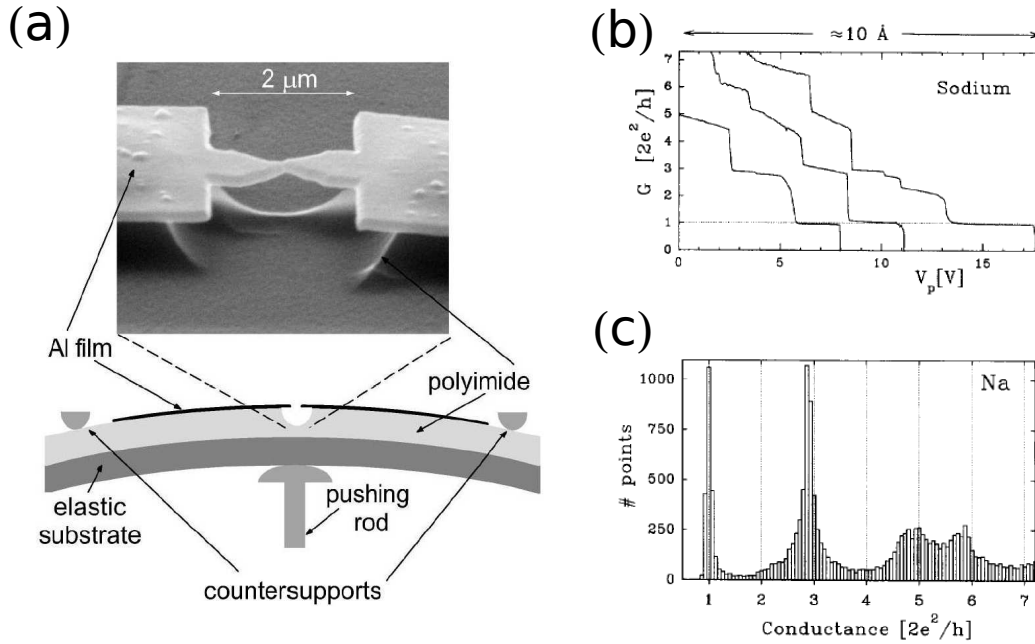 (a)
2 μm
Al film
polyimide
elastic
substrate
pushing
rod
countersupports
(b)
≈10 Å
7
6
5
4
3
2
1
0
G [2e²/h]
Sodium
0
5
10
15
V_p[V]
(c)
1000
750
500
250
0
# points
Na
1
2
3
4
5
6
7
Conductance [2e²/h]